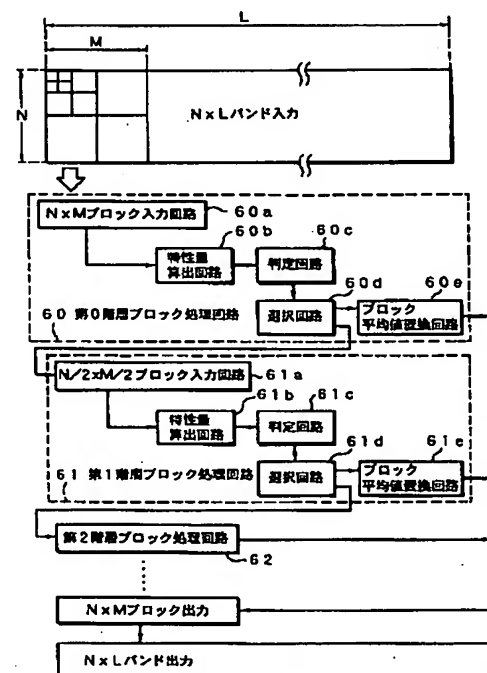 L
M
N
N×Lバンド入力
N×Mブロック入力回路
60a
60b
60c
特性量
算出回路
判定回路
60d
60e
選択回路
ブロック
平均値置換回路
60 第0階層ブロック処理回路
N/2×M/2ブロック入力回路
61a
61b
61c
特性量
算出回路
判定回路
61d
61e
選択回路
ブロック
平均値置換回路
61 第1階層ブロック処理回路
第2階層ブロック処理回路
62
N×Mブロック出力
N×Lバンド出力